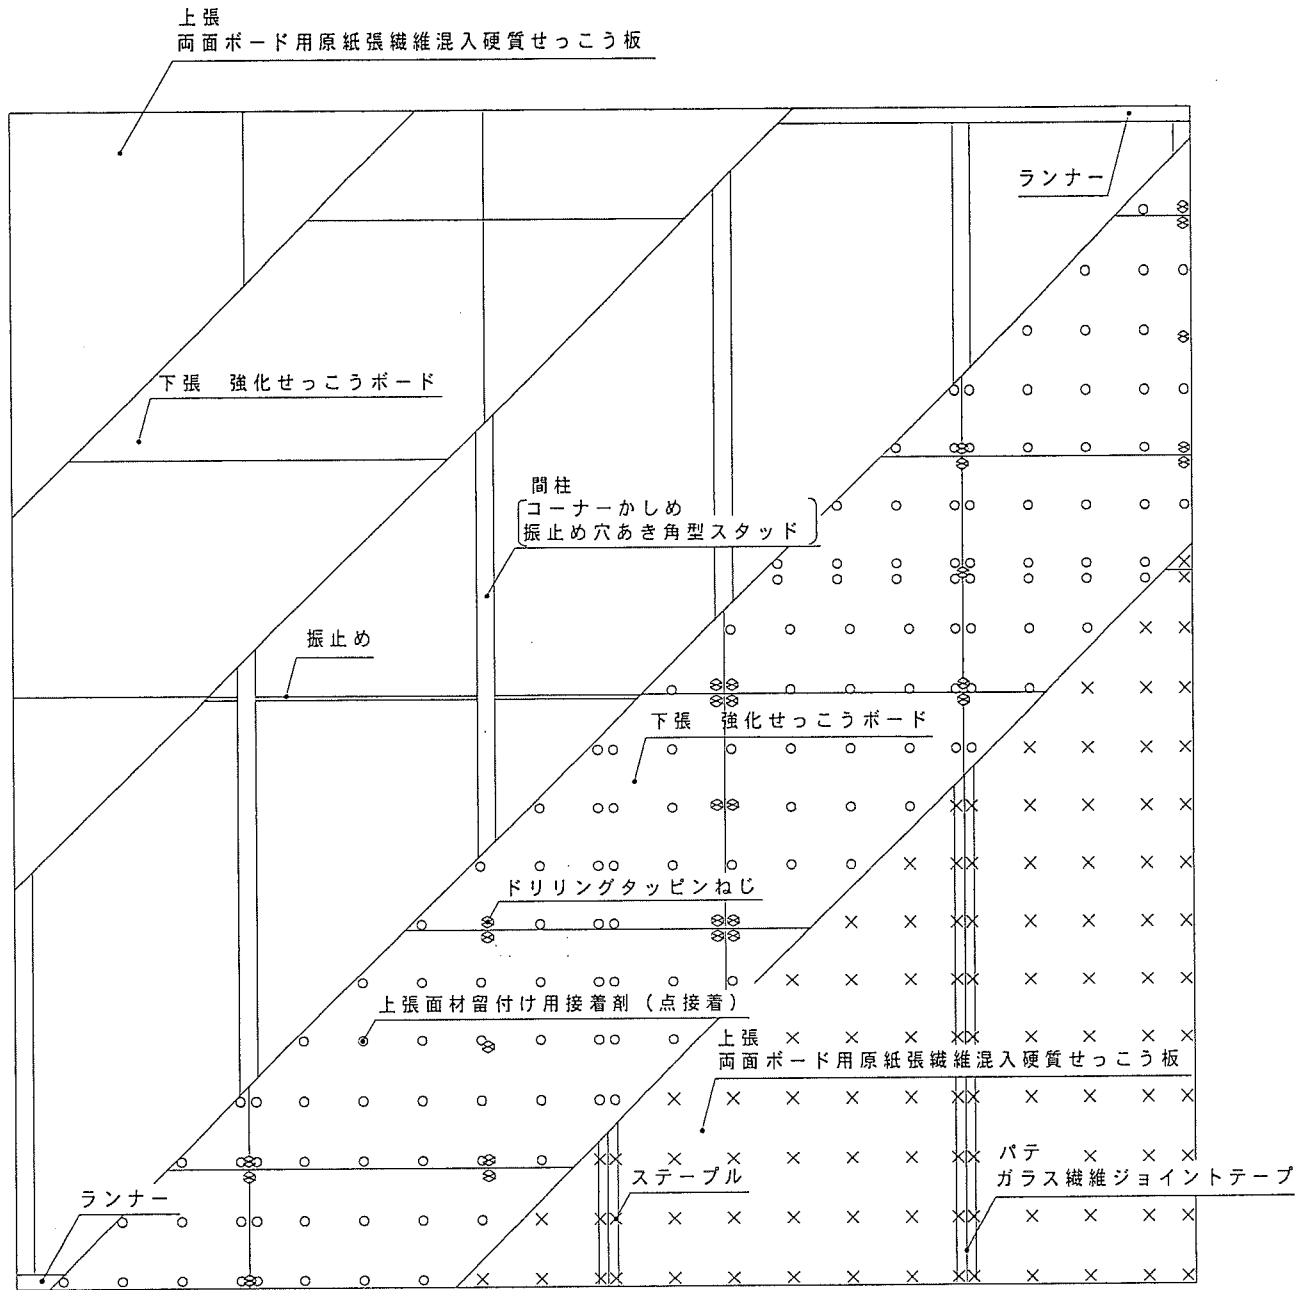 上張
両面ボード用原紙張繊維混入硬質せっこう板
ランナー
下張　強化せっこうボード
間柱
コーナーかしめ
振止め穴あき角型スタッド
振止め
下張　強化せっこうボード
ドリリングタッピンねじ
上張面材留付け用接着剤（点接着）
上張
両面ボード用原紙張繊維混入硬質せっこう板
パテ
ガラス繊維ジョイントテープ
ステープル
ランナー